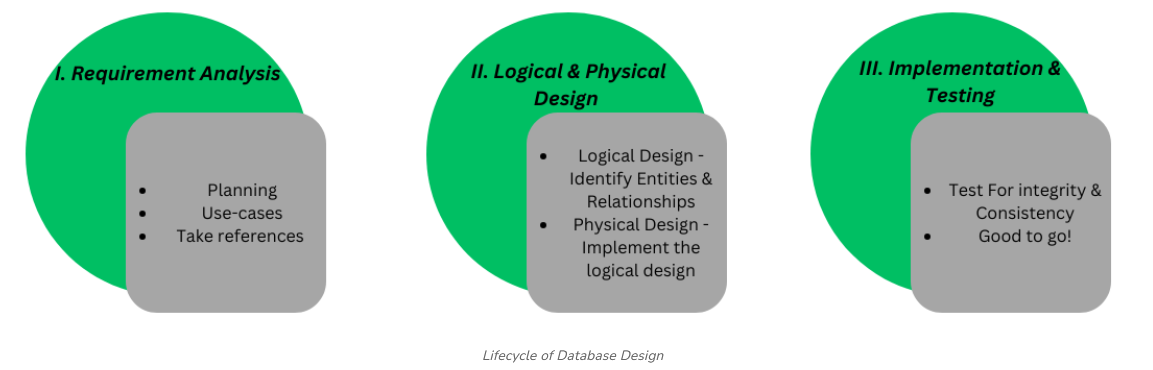 I. Requirement Analysis
• Planning
• Use-cases
• Take references
II. Logical & Physical
Design
• Logical Design -
Identify Entities &
Relationships
• Physical Design -
Implement the
logical design
III. Implementation &
Testing
• Test For integrity &
Consistency
• Good to go!
Lifecycle of Database Design